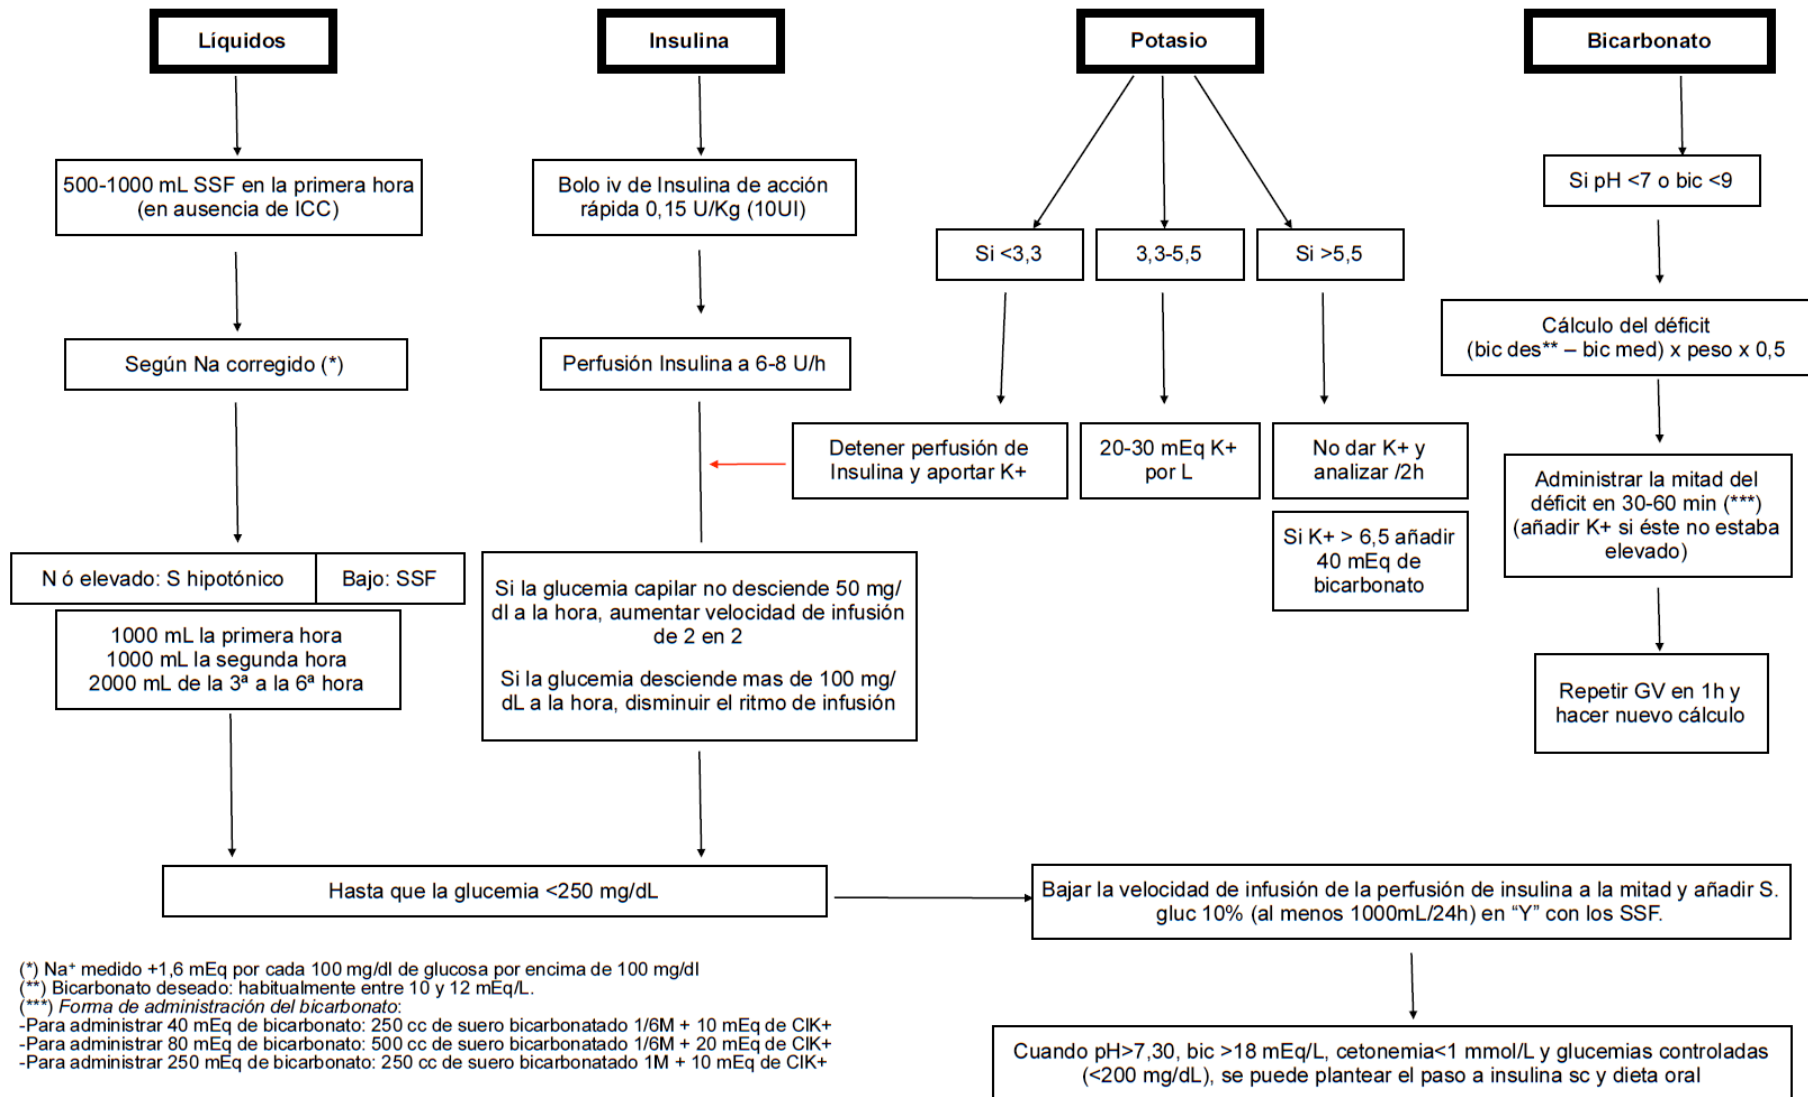 Líquidos
Insulina
Potasio
Bicarbonato
500-1000 mL SSF en la primera hora
(en ausencia de ICC)
Bolo iv de Insulina de acción
rápida 0,15 U/Kg (10UI)
Si <3,3
3,3-5,5
Si >5,5
Si pH <7 o bic <9
Según Na corregido (*)
Perfusión Insulina a 6-8 U/h
Cálculo del déficit
(bic des** – bic med) x peso x 0,5
Detener perfusión de
Insulina y aportar K+
20-30 mEq K+
por L
No dar K+ y
analizar /2h
Si K+ > 6,5 añadir
40 mEq de
bicarbonato
Administrar la mitad del
déficit en 30-60 min (***)
(añadir K+ si éste no estaba
elevado)
N ó elevado: S hipotónico
Bajo: SSF
1000 mL la primera hora
1000 mL la segunda hora
2000 mL de la 3ª a la 6ª hora
Si la glucemia capilar no desciende 50 mg/
dl a la hora, aumentar velocidad de infusión
de 2 en 2
Si la glucemia desciende mas de 100 mg/
dL a la hora, disminuir el ritmo de infusión
Repetir GV en 1h y
hacer nuevo cálculo
Hasta que la glucemia <250 mg/dL
Bajar la velocidad de infusión de la perfusión de insulina a la mitad y añadir S.
gluc 10% (al menos 1000mL/24h) en “Y” con los SSF.
(*) Na⁺ medido +1,6 mEq por cada 100 mg/dl de glucosa por encima de 100 mg/dl
(**) Bicarbonato deseado: habitualmente entre 10 y 12 mEq/L.
(***) Forma de administración del bicarbonato:
-Para administrar 40 mEq de bicarbonato: 250 cc de suero bicarbonatado 1/6M + 10 mEq de ClK+
-Para administrar 80 mEq de bicarbonato: 500 cc de suero bicarbonatado 1/6M + 20 mEq de ClK+
-Para administrar 250 mEq de bicarbonato: 250 cc de suero bicarbonatado 1M + 10 mEq de ClK+
Cuando pH>7,30, bic >18 mEq/L, cetonemia<1 mmol/L y glucemias controladas
(<200 mg/dL), se puede plantear el paso a insulina sc y dieta oral